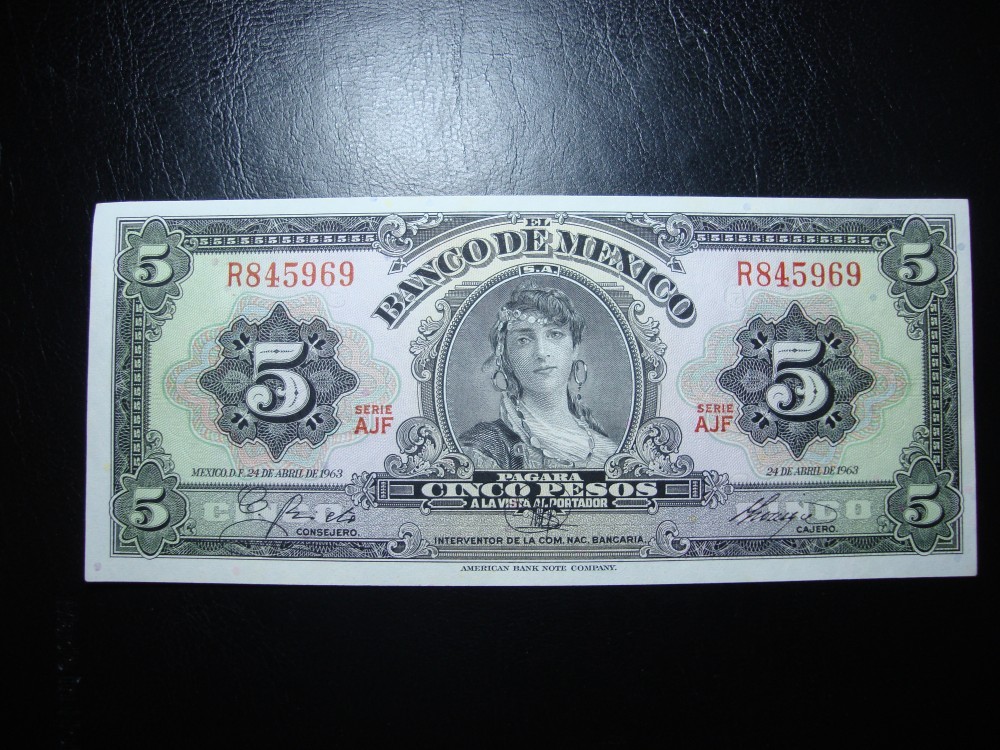 5 5
EL
BANCO DE MEXICO
S.A.
R845969 R845969
5 5
SERIE SERIE
AJF AJF
MEXICO, D.F. 24 DE ABRIL DE 1963 24 DE ABRIL DE 1963
PAGARA
CINCO PESOS
A LA VISTA AL PORTADOR
5 5
CONSEJERO. CAJERO.
INTERVENTOR DE LA COM. NAC. BANCARIA.
AMERICAN BANK NOTE COMPANY.